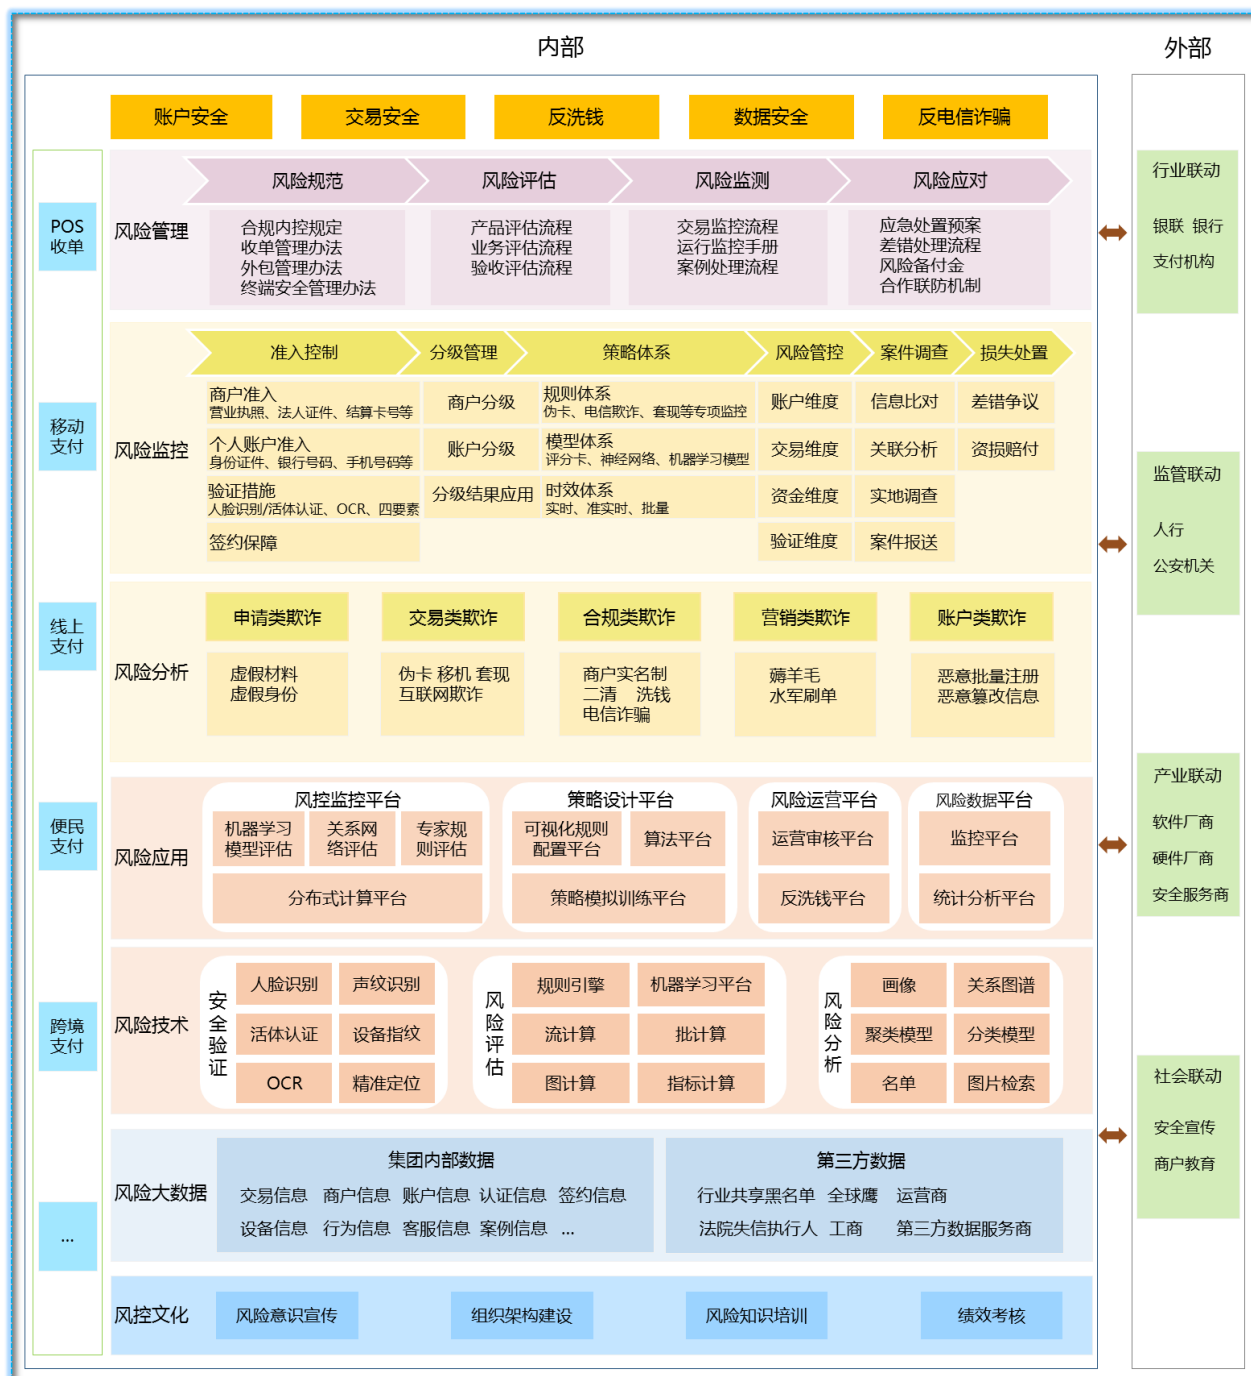 内部
外部
账户安全
交易安全
反洗钱
数据安全
反电信诈骗
POS
收单
移动
支付
线上
支付
便民
支付
跨境
支付
...
风险管理
风险规范
风险评估
风险监测
风险应对
合规内控规定
收单管理办法
外包管理办法
终端安全管理办法
产品评估流程
业务评估流程
验收评估流程
交易监控流程
运行监控手册
案例处理流程
应急处置预案
差错处理流程
风险备付金
合作联防机制
风险监控
准入控制
分级管理
策略体系
风险管控
案件调查
损失处置
商户准入
营业执照、法人证件、结算卡号等
个人账户准入
身份证件、银行号码、手机号码等
验证措施
人脸识别/活体认证、OCR、四要素
签约保障
商户分级
账户分级
分级结果应用
规则体系
伪卡、电信欺诈、套现等专项监控
模型体系
评分卡、神经网络、机器学习模型
时效体系
实时、准实时、批量
账户维度
交易维度
资金维度
验证维度
信息比对
关联分析
实地调查
案件报送
差错争议
资损赔付
风险分析
申请类欺诈
交易类欺诈
合规类欺诈
营销类欺诈
账户类欺诈
虚假材料
虚假身份
伪卡 移机 套现
互联网欺诈
商户实名制
二清 洗钱
电信诈骗
薅羊毛
水军刷单
恶意批量注册
恶意篡改信息
风险应用
风控监控平台
机器学习
模型评估
关系网
络评估
专家规
则评估
分布式计算平台
策略设计平台
可视化规则
配置平台
算法平台
策略模拟训练平台
风险运营平台
运营审核平台
反洗钱平台
风险数据平台
监控平台
统计分析平台
风险技术
安全验证
人脸识别
声纹识别
活体认证
设备指纹
OCR
精准定位
风险评估
规则引擎
机器学习平台
流计算
批计算
图计算
指标计算
风险分析
画像
关系图谱
聚类模型
分类模型
名单
图片检索
风险大数据
集团内部数据
交易信息 商户信息 账户信息 认证信息 签约信息
设备信息 行为信息 客服信息 案例信息 ...
第三方数据
行业共享黑名单 全球鹰 运营商
法院失信执行人 工商 第三方数据服务商
风控文化
风险意识宣传
组织架构建设
风险知识培训
绩效考核
行业联动
银联 银行
支付机构
监管联动
人行
公安机关
产业联动
软件厂商
硬件厂商
安全服务商
社会联动
安全宣传
商户教育